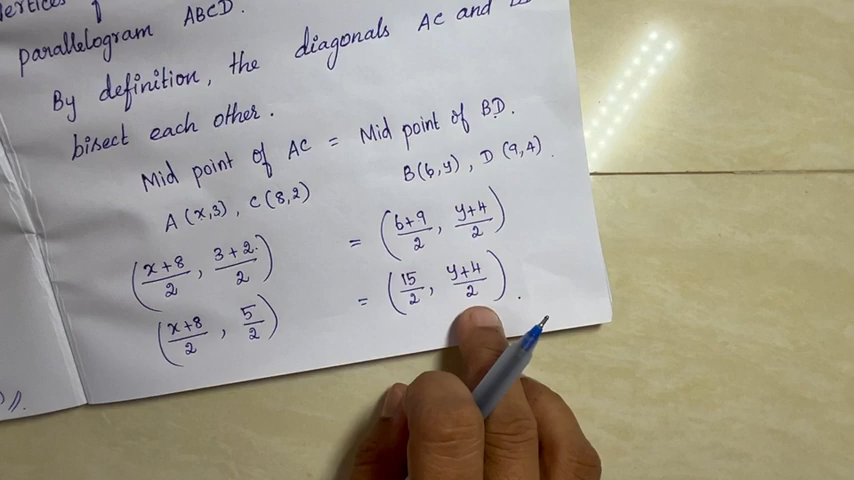 parallelogram ABCD.
By definition, the diagonals AC and
bisect each other.
Mid point of AC = Mid point of BD.
A (x,3), C (8,2) B(6,y), D (9,4).
((x+8)/2, (3+2)/2) = ((6+9)/2, (y+4)/2)
((x+8)/2, 5/2) = (15/2, (y+4)/2).